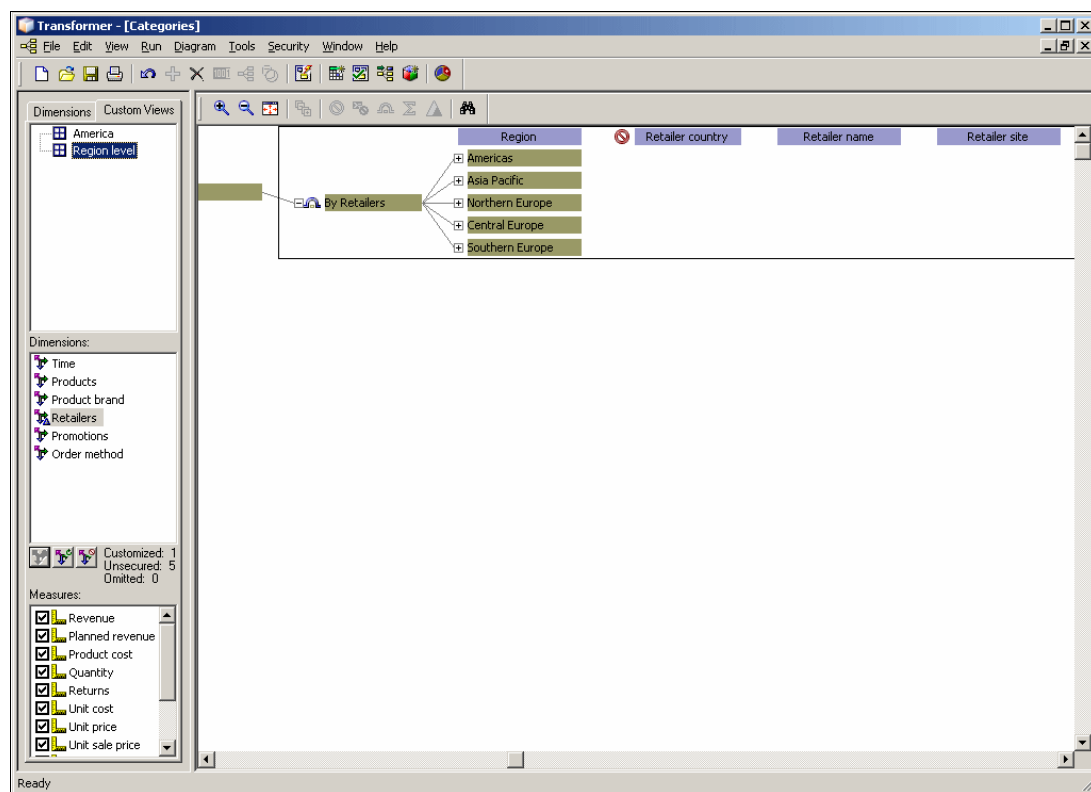 Transformer - [Categories]
File Edit View Run Diagram Tools Security Window Help
Dimensions Custom Views
America
Region level
Region Retailer country Retailer name Retailer site
Americas
Asia Pacific
By Retailers Northern Europe
Central Europe
Southern Europe
Dimensions:
Time
Products
Product brand
Retailers
Promotions
Order method
Customized: 1
Unsecured: 5
Omitted: 0
Measures:
Revenue
Planned revenue
Product cost
Quantity
Returns
Unit cost
Unit price
Unit sale price
Ready